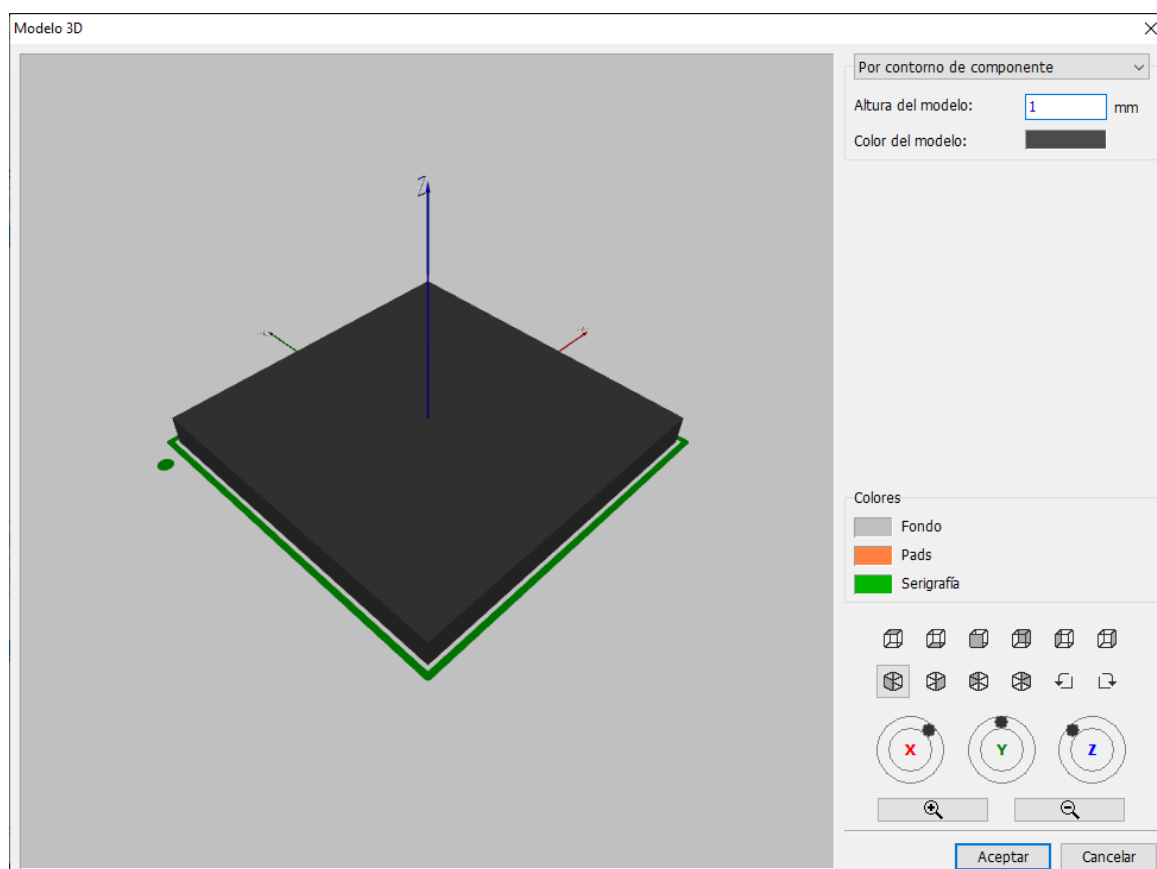 Modelo 3D
Por contorno de componente
Altura del modelo: 1 mm
Color del modelo:
Z
Colores
Fondo
Pads
Serigrafía
X Y Z
Aceptar Cancelar